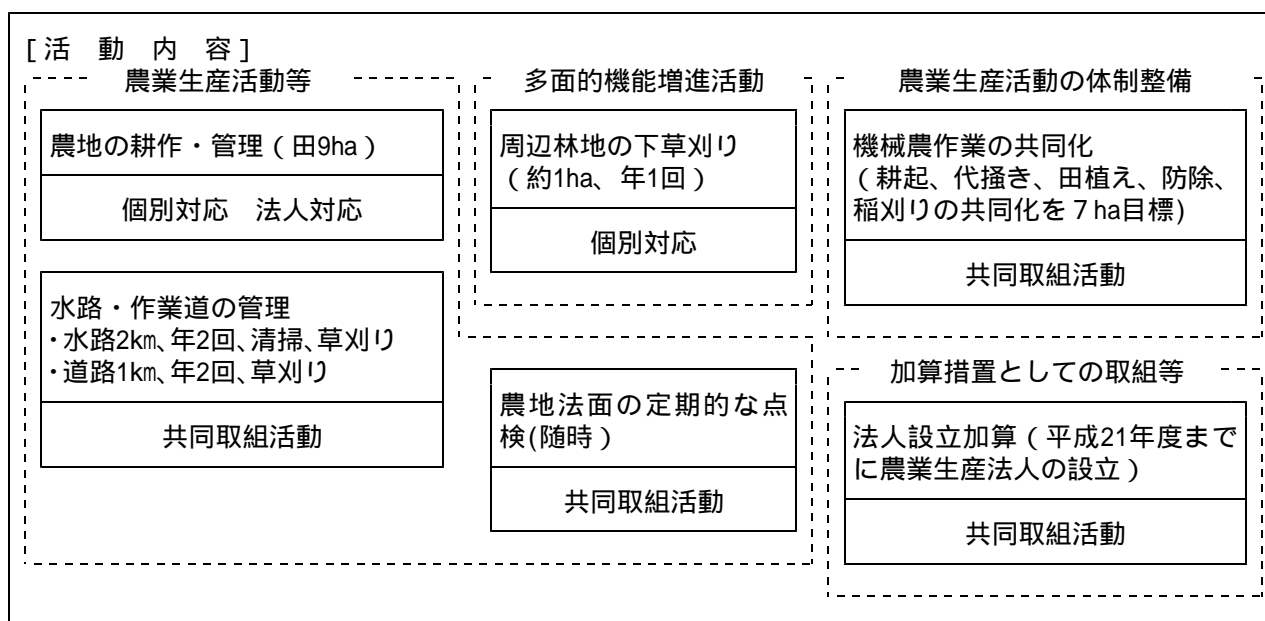 [活 動 内 容]
農業生産活動等
農地の耕作・管理(田9ha)
個別対応 法人対応
水路・作業道の管理
・水路2km、年2回、清掃、草刈り
・道路1km、年2回、草刈り
共同取組活動
農地法面の定期的な点
検(随時)
共同取組活動
多面的機能増進活動
周辺林地の下草刈り
(約1ha、年1回)
個別対応
農業生産活動の体制整備
機械農作業の共同化
(耕起、代掻き、田植え、防除、
稲刈りの共同化を7ha目標)
共同取組活動
加算措置としての取組等
法人設立加算(平成21年度まで
に農業生産法人の設立)
共同取組活動